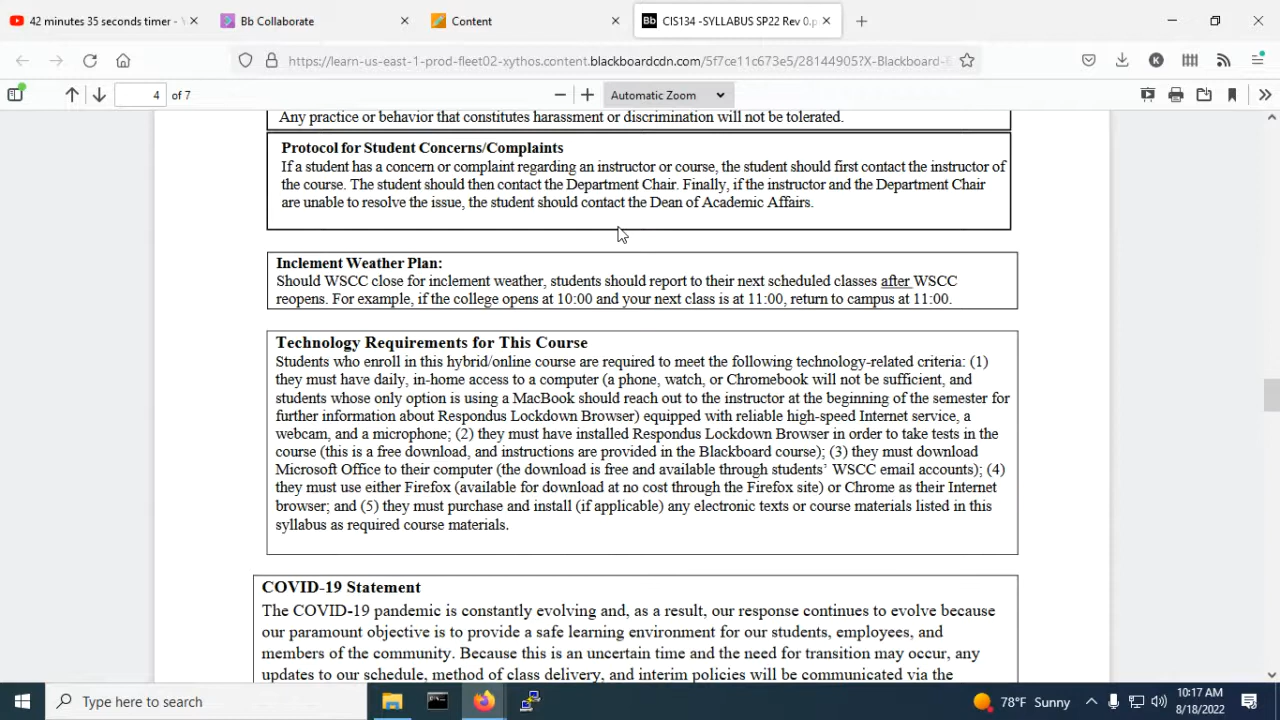 42 minutes 35 seconds timer -
Bb Collaborate
Content
Bb
CIS134 -SYLLABUS SP22 Rev 0.p
https://learn-us-east-1-prod-fleet02-xythos.content.blackboardcdn.com/5f7ce11c673e5/28144905?X-Blackboard-
K
4 of 7
Automatic Zoom
Any practice or behavior that constitutes harassment or discrimination will not be tolerated.
Protocol for Student Concerns/Complaints
If a student has a concern or complaint regarding an instructor or course, the student should first contact the instructor of
the course. The student should then contact the Department Chair. Finally, if the instructor and the Department Chair
are unable to resolve the issue, the student should contact the Dean of Academic Affairs.
Inclement Weather Plan:
Should WSCC close for inclement weather, students should report to their next scheduled classes after WSCC
reopens. For example, if the college opens at 10:00 and your next class is at 11:00, return to campus at 11:00.
Technology Requirements for This Course
Students who enroll in this hybrid/online course are required to meet the following technology-related criteria: (1)
they must have daily, in-home access to a computer (a phone, watch, or Chromebook will not be sufficient, and
students whose only option is using a MacBook should reach out to the instructor at the beginning of the semester for
further information about Respondus Lockdown Browser) equipped with reliable high-speed Internet service, a
webcam, and a microphone; (2) they must have installed Respondus Lockdown Browser in order to take tests in the
course (this is a free download, and instructions are provided in the Blackboard course); (3) they must download
Microsoft Office to their computer (the download is free and available through students' WSCC email accounts); (4)
they must use either Firefox (available for download at no cost through the Firefox site) or Chrome as their Internet
browser; and (5) they must purchase and install (if applicable) any electronic texts or course materials listed in this
syllabus as required course materials.
COVID-19 Statement
The COVID-19 pandemic is constantly evolving and, as a result, our response continues to evolve because
our paramount objective is to provide a safe learning environment for our students, employees, and
members of the community. Because this is an uncertain time and the need for transition may occur, any
updates to our schedule, method of class delivery, and interim policies will be communicated via the
Type here to search
78°F Sunny
10:17 AM
8/18/2022